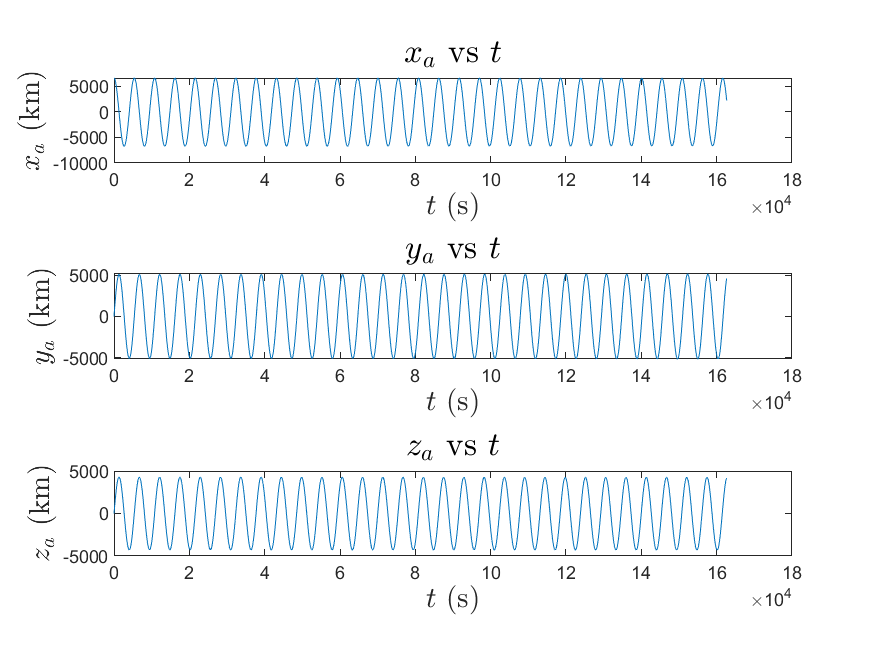 x_a vs t
5000
0
-5000
-10000
x_a (km)
0 2 4 6 8 10 12 14 16 18
t (s)
×10^4
y_a vs t
5000
0
-5000
y_a (km)
0 2 4 6 8 10 12 14 16 18
t (s)
×10^4
z_a vs t
5000
0
-5000
z_a (km)
0 2 4 6 8 10 12 14 16 18
t (s)
×10^4